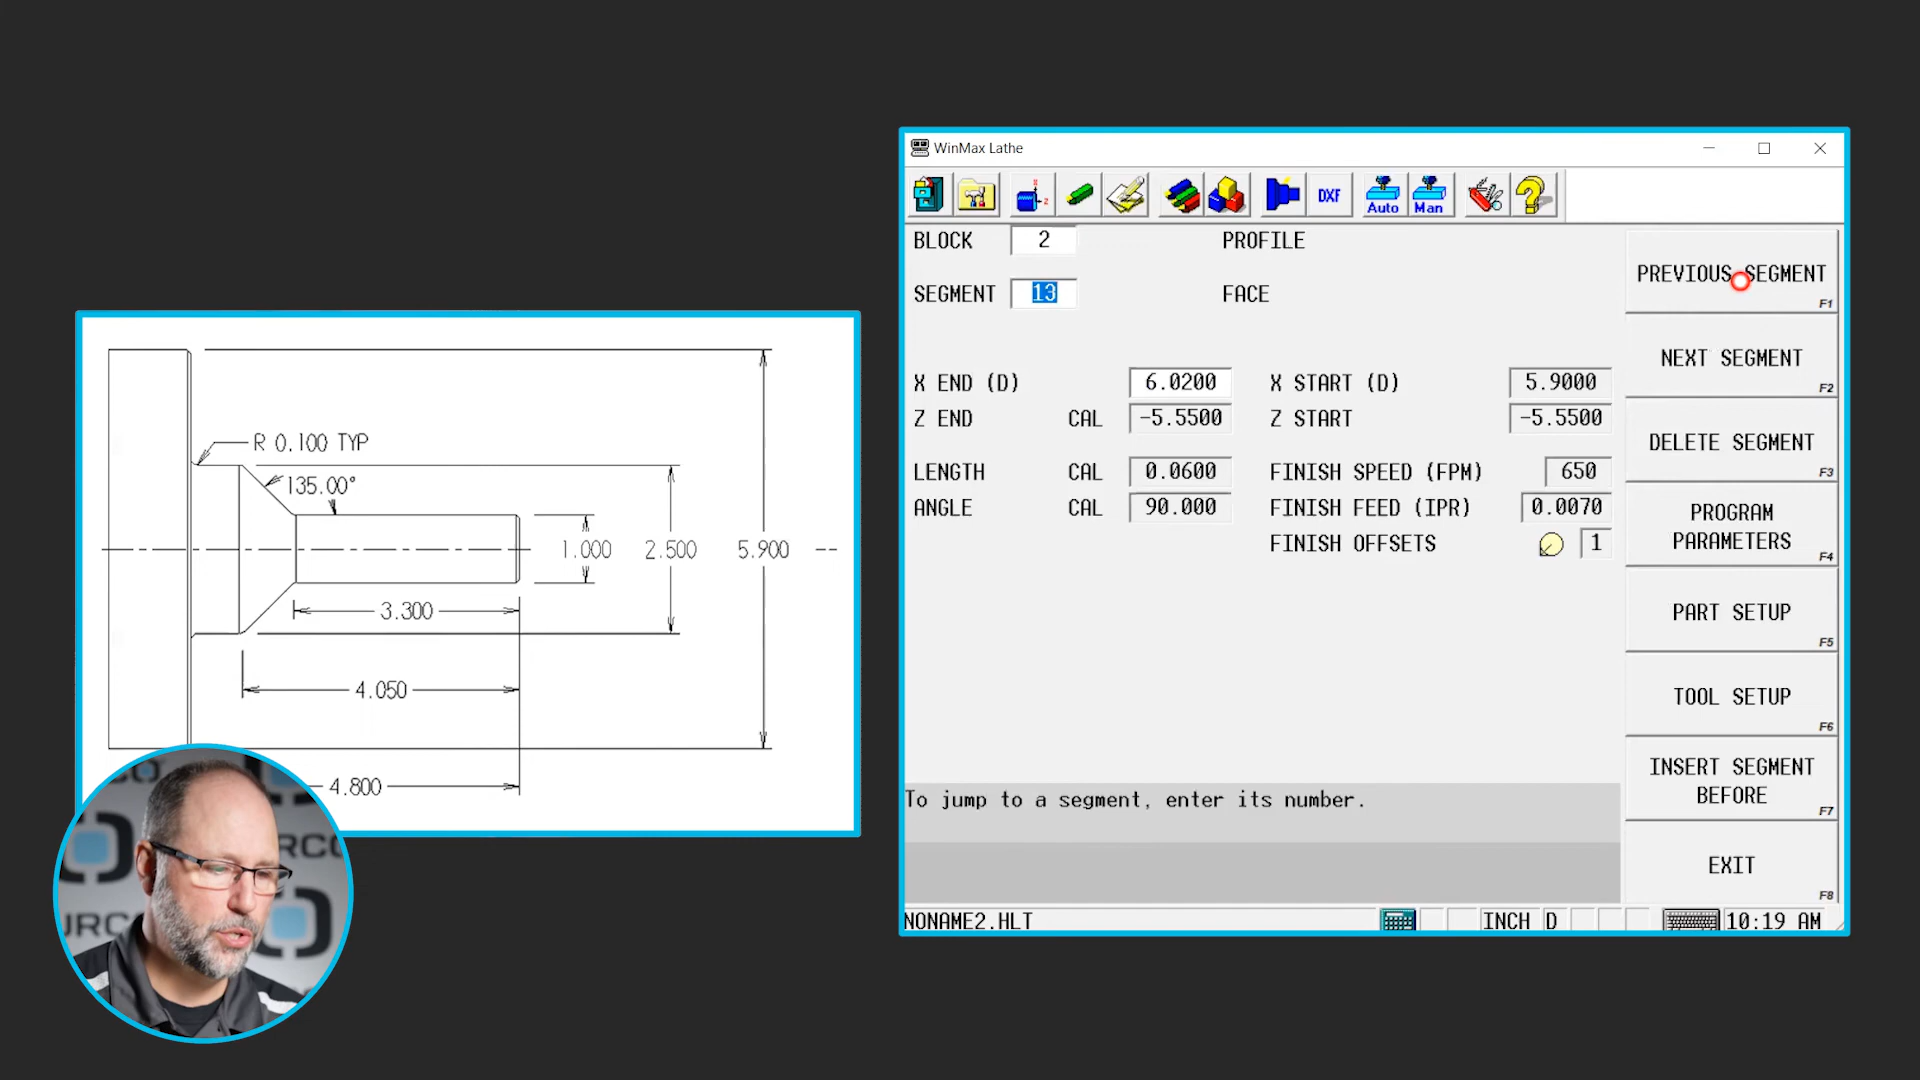 WinMax Lathe
DXF
Auto
Man
BLOCK 2 PROFILE
SEGMENT 13 FACE
X END (D) 6.0200 X START (D) 5.9000
Z END CAL -5.5500 Z START -5.5500
LENGTH CAL 0.0600 FINISH SPEED (FPM) 650
ANGLE CAL 90.000 FINISH FEED (IPR) 0.0070
FINISH OFFSETS 1
To jump to a segment, enter its number.
NONAME2.HLT INCH D 10:19 AM
PREVIOUS SEGMENT
F1
NEXT SEGMENT
F2
DELETE SEGMENT
F3
PROGRAM
PARAMETERS
F4
PART SETUP
F5
TOOL SETUP
F6
INSERT SEGMENT
BEFORE
F7
EXIT
F8
R 0.100 TYP
135.00°
1.000 2.500 5.900
3.300
4.050
4.800